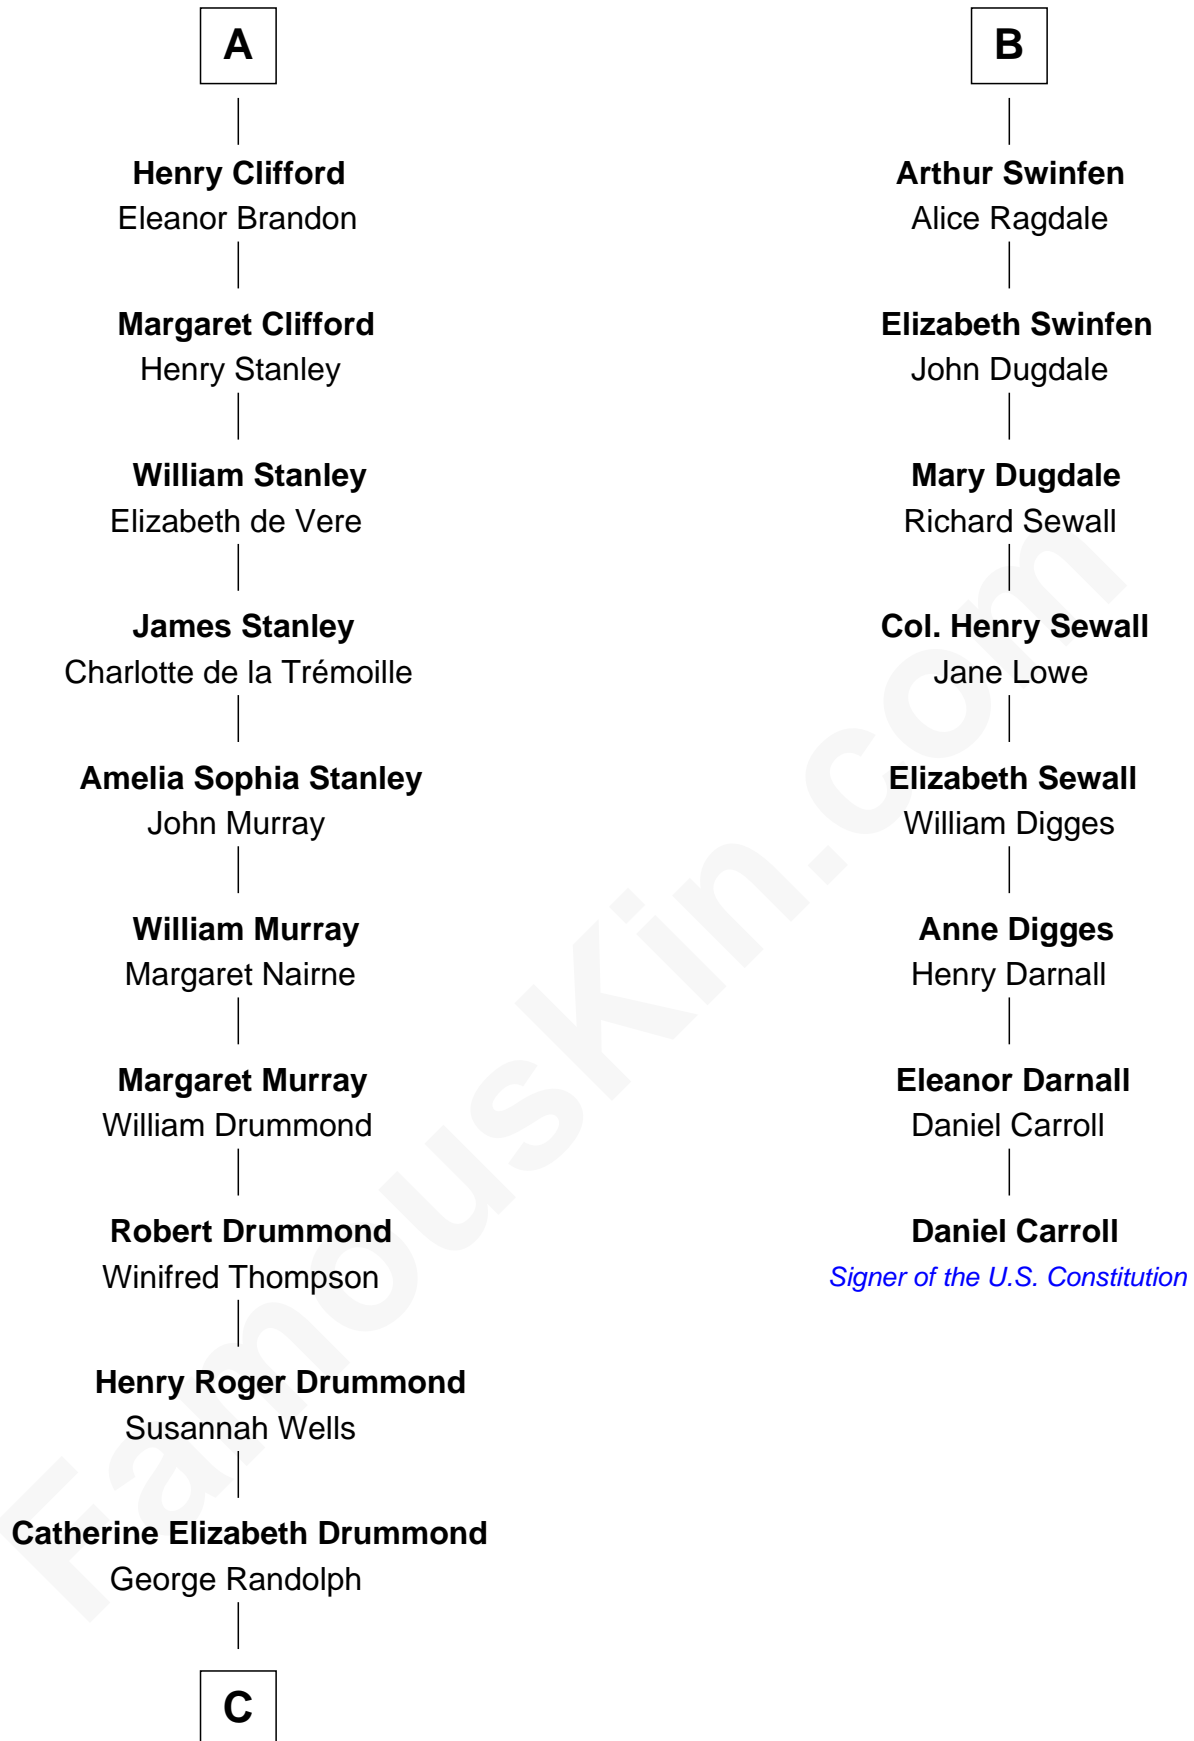 A
Henry Clifford
Eleanor Brandon
Margaret Clifford
Henry Stanley
William Stanley
Elizabeth de Vere
James Stanley
Charlotte de la Trémoille
Amelia Sophia Stanley
John Murray
William Murray
Margaret Nairne
Margaret Murray
William Drummond
Robert Drummond
Winifred Thompson
Henry Roger Drummond
Susannah Wells
Catherine Elizabeth Drummond
George Randolph
C
B
Arthur Swinfen
Alice Ragdale
Elizabeth Swinfen
John Dugdale
Mary Dugdale
Richard Sewall
Col. Henry Sewall
Jane Lowe
Elizabeth Sewall
William Digges
Anne Digges
Henry Darnall
Eleanor Darnall
Daniel Carroll
Daniel Carroll
Signer of the U.S. Constitution
FamousKin.com